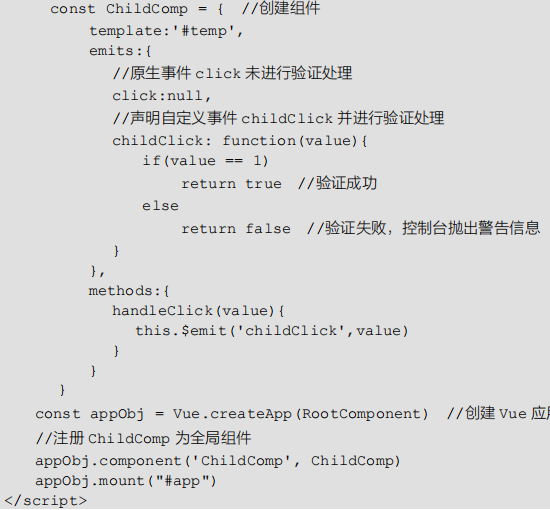 const ChildComp = {  //创建组件
template:'#temp',
emits:{
//原生事件 click 未进行验证处理
click:null,
//声明自定义事件 childClick 并进行验证处理
childClick: function(value){
if(value == 1)
return true  //验证成功
else
return false  //验证失败，控制台抛出警告信息
}
},
methods:{
handleClick(value){
this.$emit('childClick',value)
}
}
}
const appObj = Vue.createApp(RootComponent)  //创建 Vue 应
//注册 ChildComp 为全局组件
appObj.component('ChildComp', ChildComp)
appObj.mount("#app")
</script>